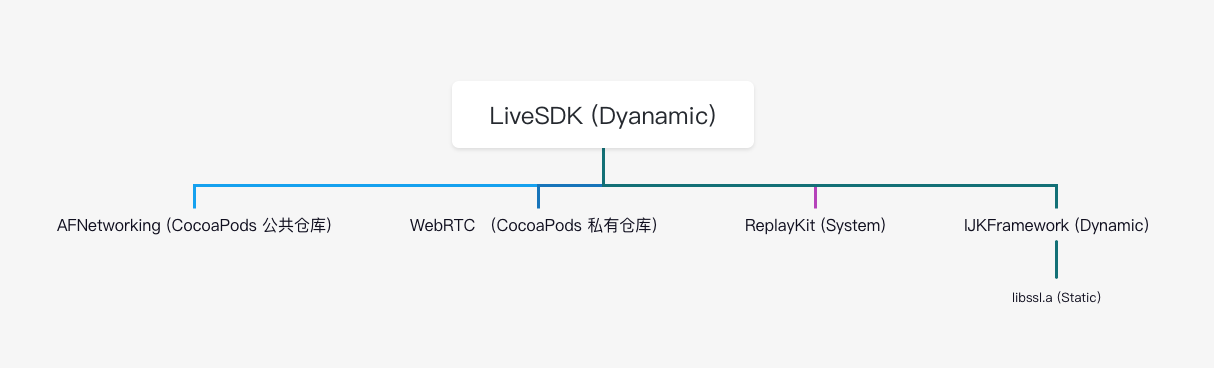 LiveSDK (Dyanamic)
AFNetworking (CocoaPods 公共仓库)
WebRTC （CocoaPods 私有仓库)
ReplayKit (System)
IJKFramework (Dynamic)
libssl.a (Static)